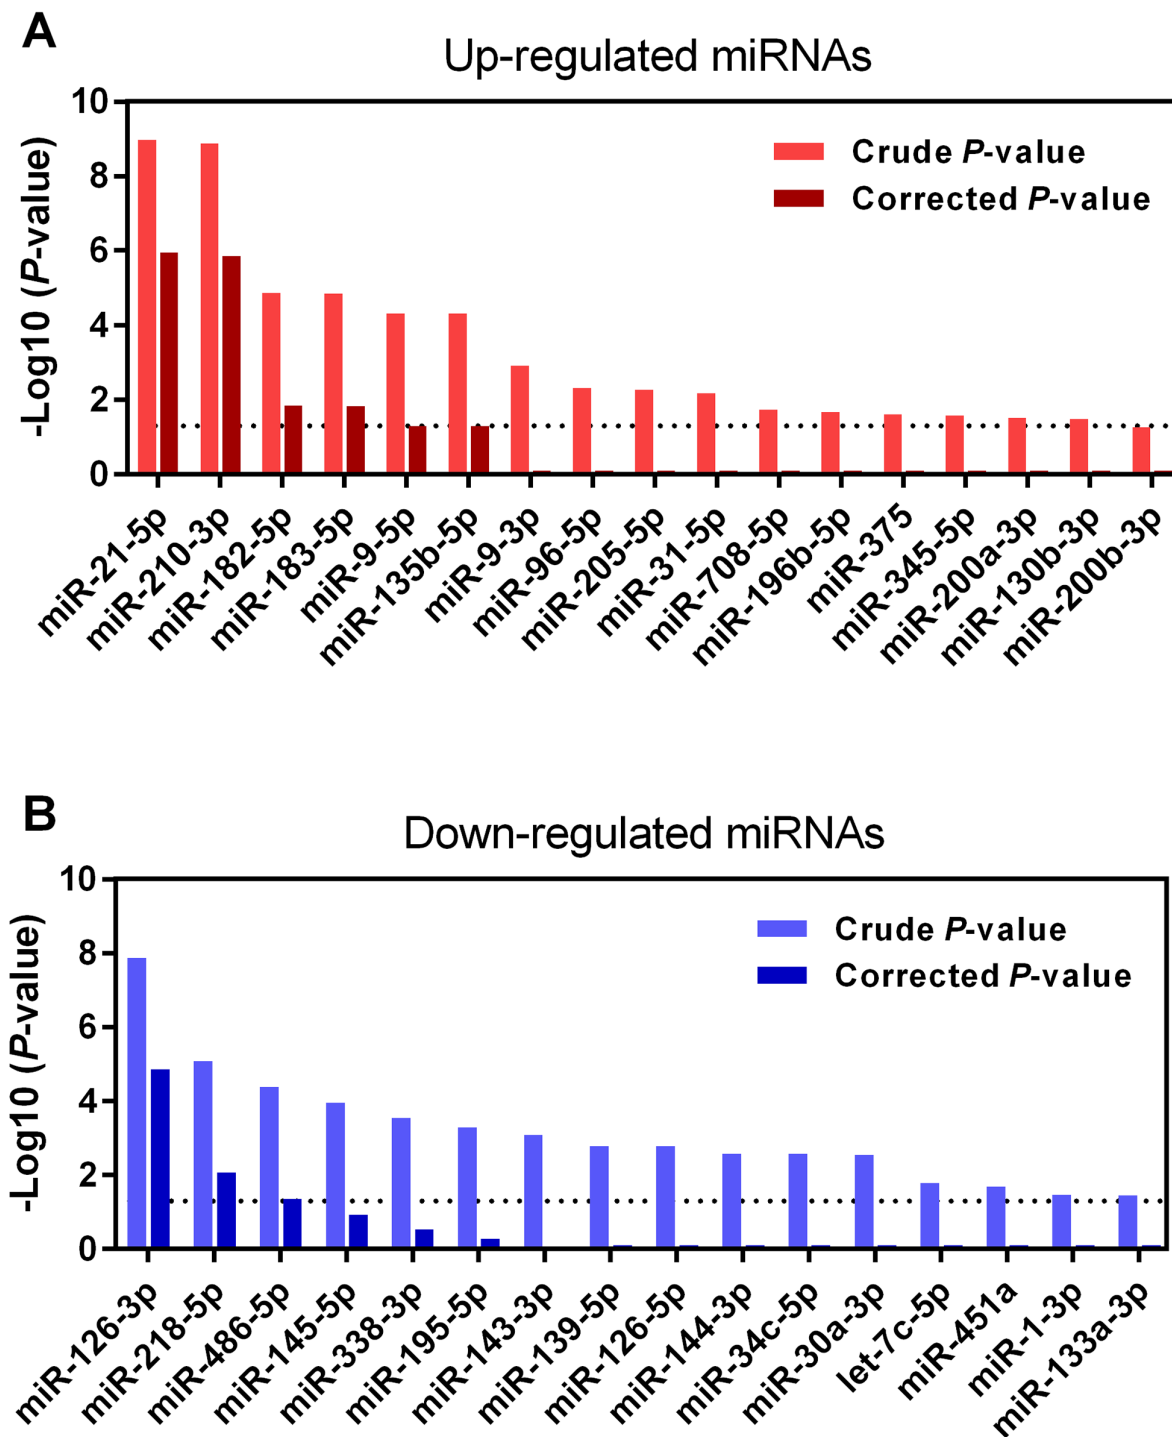 A
Up-regulated miRNAs
-Log10 (P-value)
10
8
6
4
2
0
Crude P-value
Corrected P-value
miR-21-5p
miR-210-3p
miR-182-5p
miR-183-5p
miR-9-5p
miR-135b-5p
miR-9-3p
miR-96-5p
miR-205-5p
miR-31-5p
miR-708-5p
miR-196b-5p
miR-375
miR-345-5p
miR-200a-3p
miR-130b-3p
miR-200b-3p
B
Down-regulated miRNAs
-Log10 (P-value)
10
8
6
4
2
0
Crude P-value
Corrected P-value
miR-126-3p
miR-218-5p
miR-486-5p
miR-145-5p
miR-338-3p
miR-195-5p
miR-143-3p
miR-139-5p
miR-126-5p
miR-144-3p
miR-34c-5p
miR-30a-3p
let-7c-5p
miR-451a
miR-1-3p
miR-133a-3p